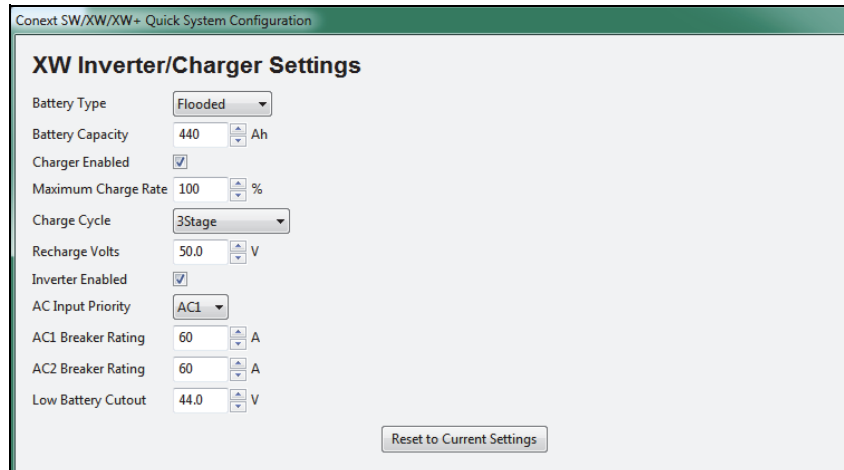 Conext SW/XW/XW+ Quick System Configuration
XW Inverter/Charger Settings
Battery Type Flooded
Battery Capacity 440 Ah
Charger Enabled
Maximum Charge Rate 100 %
Charge Cycle 3Stage
Recharge Volts 50.0 V
Inverter Enabled
AC Input Priority AC1
AC1 Breaker Rating 60 A
AC2 Breaker Rating 60 A
Low Battery Cutout 44.0 V
Reset to Current Settings